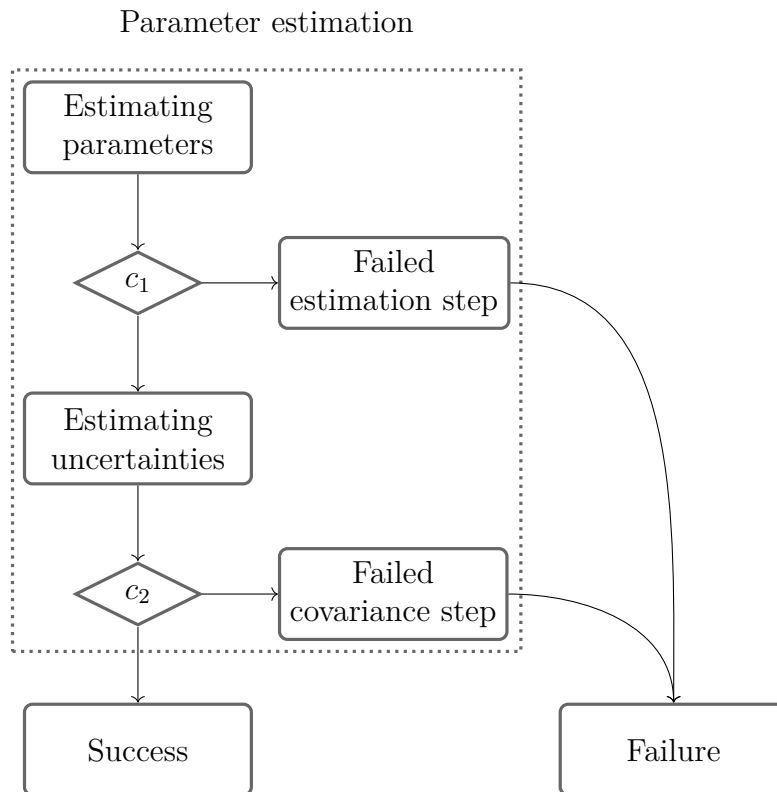 Parameter estimation
Estimating
parameters
c₁
Failed
estimation step
Estimating
uncertainties
c₂
Failed
covariance step
Success
Failure